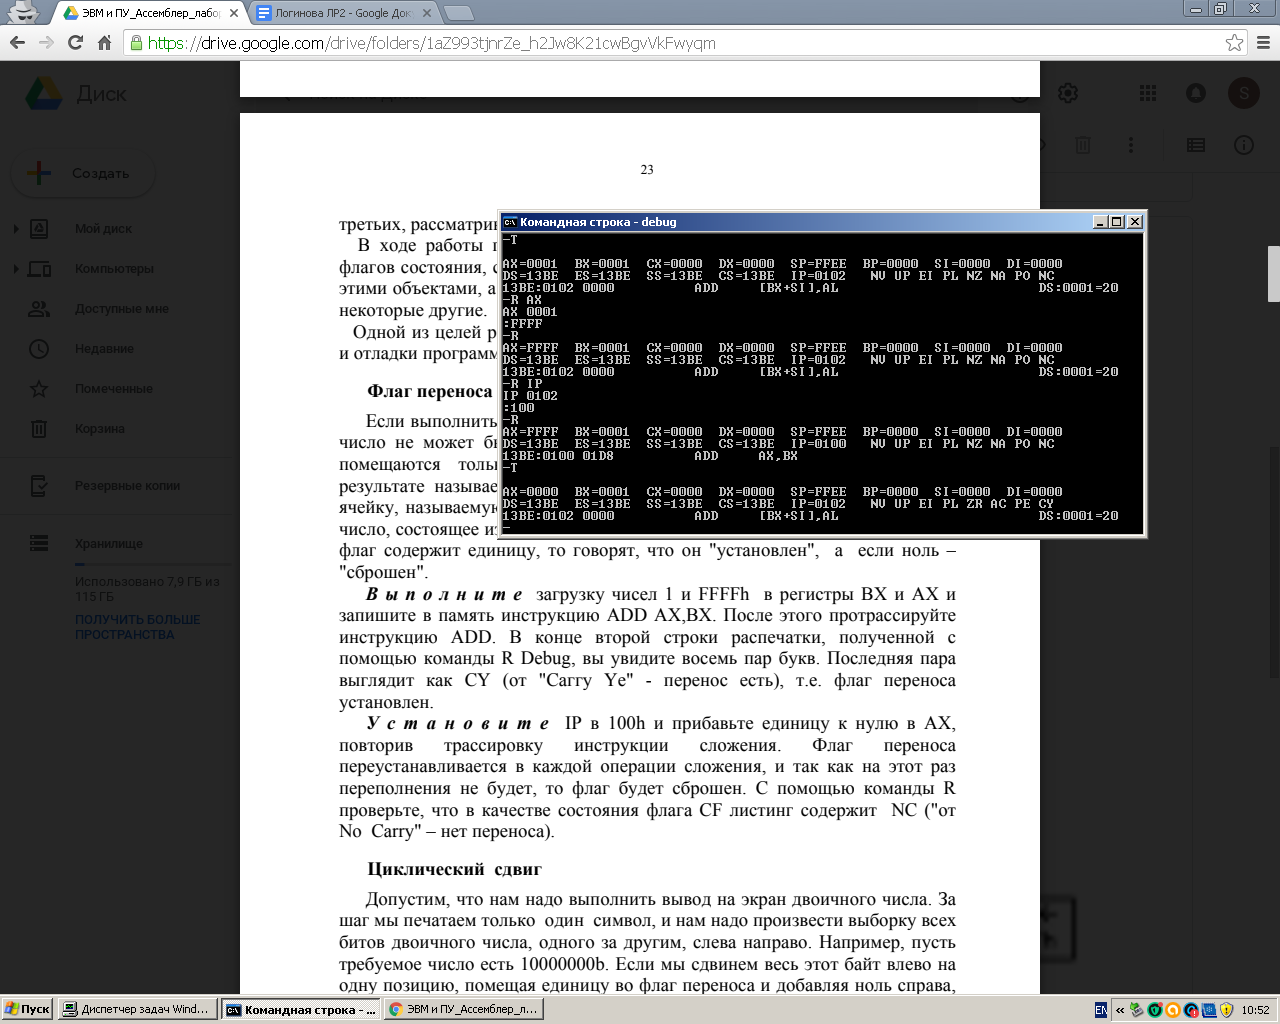 ЭВМ и ПУ_Ассемблер_лабор
Логинова ЛР2 - Google Док
https://drive.google.com/drive/folders/1aZ993tjnrZe_h2Jw8K21cwBgvVkFwyqm
Диск
S
Создать
Мой диск
Компьютеры
Доступные мне
Недавние
Помеченные
Корзина
Резервные копии
Хранилище
Использовано 7,9 ГБ из
115 ГБ
ПОЛУЧИТЬ БОЛЬШЕ
ПРОСТРАНСТВА
23
третьих, рассматрив
В ходе работы п
флагов состояния, с
этими объектами, а
некоторые другие.
Одной из целей р
и отладки программ
Флаг переноса
Если выполнить
число не может бы
помещаются толь
результате называе
ячейку, называемую
число, состоящее из
флаг содержит единицу, то говорят, что он "установлен", а если ноль –
"сброшен".
Выполните загрузку чисел 1 и FFFFh в регистры BX и AX и
запишите в память инструкцию ADD AX,BX. После этого протрассируйте
инструкцию ADD. В конце второй строки распечатки, полученной с
помощью команды R Debug, вы увидите восемь пар букв. Последняя пара
выглядит как CY (от "Carry Ye" - перенос есть), т.е. флаг переноса
установлен.
Установите IP в 100h и прибавьте единицу к нулю в AX,
повторив трассировку инструкции сложения. Флаг переноса
переустанавливается в каждой операции сложения, и так как на этот раз
переполнения не будет, то флаг будет сброшен. С помощью команды R
проверьте, что в качестве состояния флага CF листинг содержит NC ("от
No Carry" – нет переноса).
Циклический сдвиг
Допустим, что нам надо выполнить вывод на экран двоичного числа. За
шаг мы печатаем только один символ, и нам надо произвести выборку всех
битов двоичного числа, одного за другим, слева направо. Например, пусть
требуемое число есть 10000000b. Если мы сдвинем весь этот байт влево на
одну позицию, помещая единицу во флаг переноса и добавляя ноль справа,
Командная строка - debug
-T
AX=0001 BX=0001 CX=0000 DX=0000 SP=FFEE BP=0000 SI=0000 DI=0000
DS=13BE ES=13BE SS=13BE CS=13BE IP=0102 NV UP EI PL NZ NA PO NC
13BE:0102 0000 ADD [BX+SI],AL DS:0001=20
-R AX
AX 0001
:FFFF
-R
AX=FFFF BX=0001 CX=0000 DX=0000 SP=FFEE BP=0000 SI=0000 DI=0000
DS=13BE ES=13BE SS=13BE CS=13BE IP=0102 NV UP EI PL NZ NA PO NC
13BE:0102 0000 ADD [BX+SI],AL DS:0001=20
-R IP
IP 0102
:100
-R
AX=FFFF BX=0001 CX=0000 DX=0000 SP=FFEE BP=0000 SI=0000 DI=0000
DS=13BE ES=13BE SS=13BE CS=13BE IP=0100 NV UP EI PL NZ NA PO NC
13BE:0100 01D8 ADD AX,BX
-T
AX=0000 BX=0001 CX=0000 DX=0000 SP=FFEE BP=0000 SI=0000 DI=0000
DS=13BE ES=13BE SS=13BE CS=13BE IP=0102 NV UP EI PL ZR AC PE CY
13BE:0102 0000 ADD [BX+SI],AL DS:0001=20
-
Пуск
Диспетчер задач Wind...
Командная строка - ...
ЭВМ и ПУ_Ассемблер_л...
EN
10:52